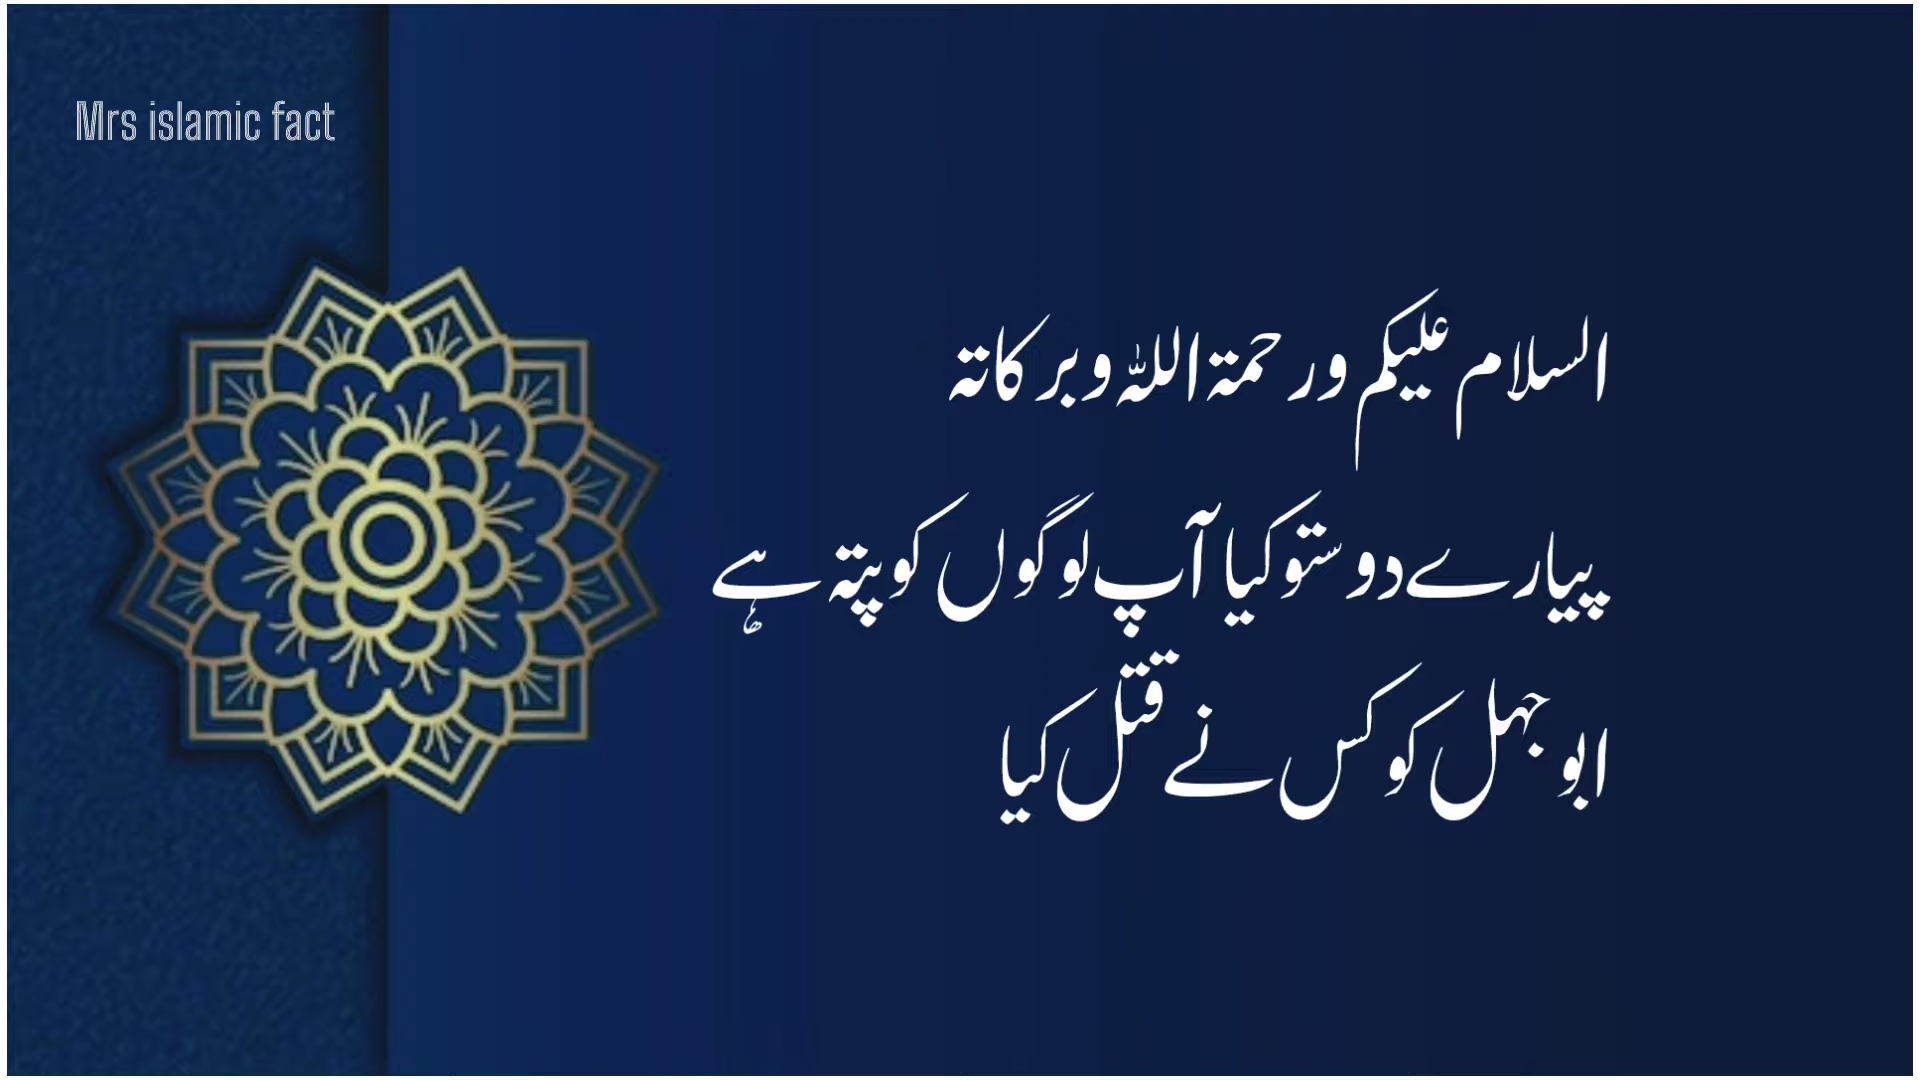 Mrs islamic fact
السلام علیکم ورحمۃ اللہ وبرکاتہ
پیارے دوستو کیا آپ لوگوں کو پتہ ہے
ابو جہل کو کس نے قتل کیا